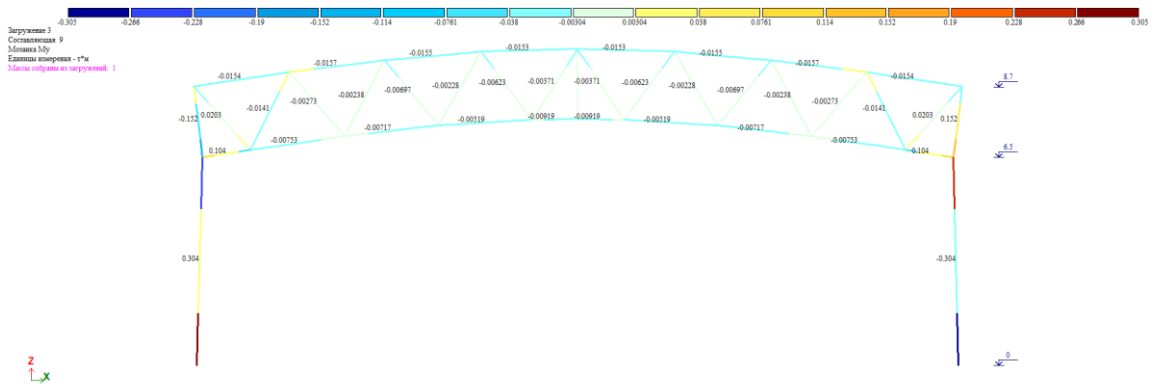 -0.305 -0.266 -0.228 -0.19 -0.152 -0.114 -0.0761 -0.038 -0.00304 0.00304 0.038 0.0761 0.114 0.152 0.19 0.228 0.266 0.305
Загружение 3
Составляющая 9
Мозаика My
Единицы измерения - т*м
Массы собраны из загружений: 1
-0.0153 -0.0153
-0.0155 -0.0155
-0.0157 -0.0157
-0.0154 -0.0154
8.7
-0.00623 -0.00371 -0.00371 -0.00623
-0.00228 -0.00228
-0.00697 -0.00697
-0.00238 -0.00238
-0.00273 -0.00273
-0.0141 -0.0141
0.0203 0.0203
-0.152 0.152
-0.00919 -0.00919
-0.00519 -0.00519
-0.00717 -0.00717
-0.00753 -0.00753
0.104 0.104
6.5
0.304 -0.304
0
Z
X